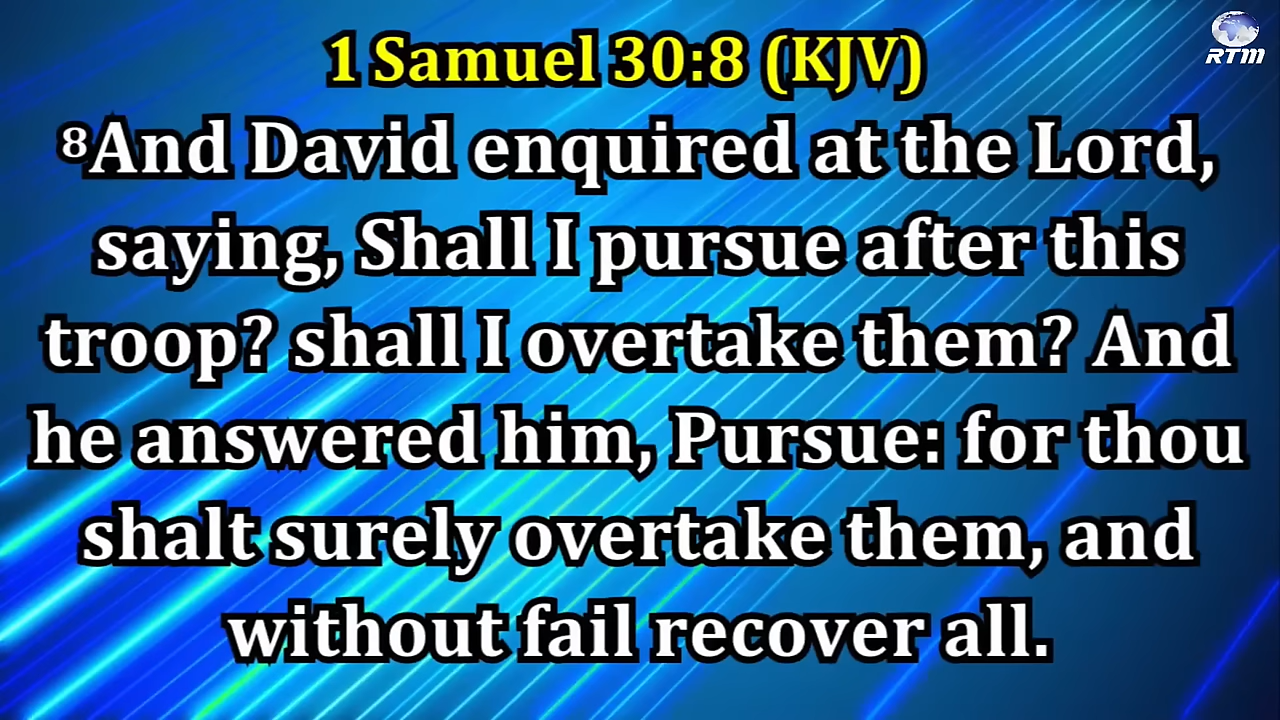 1 Samuel 30:8 (KJV)
⁸And David enquired at the Lord,
saying, Shall I pursue after this
troop? shall I overtake them? And
he answered him, Pursue: for thou
shalt surely overtake them, and
without fail recover all.
RTM